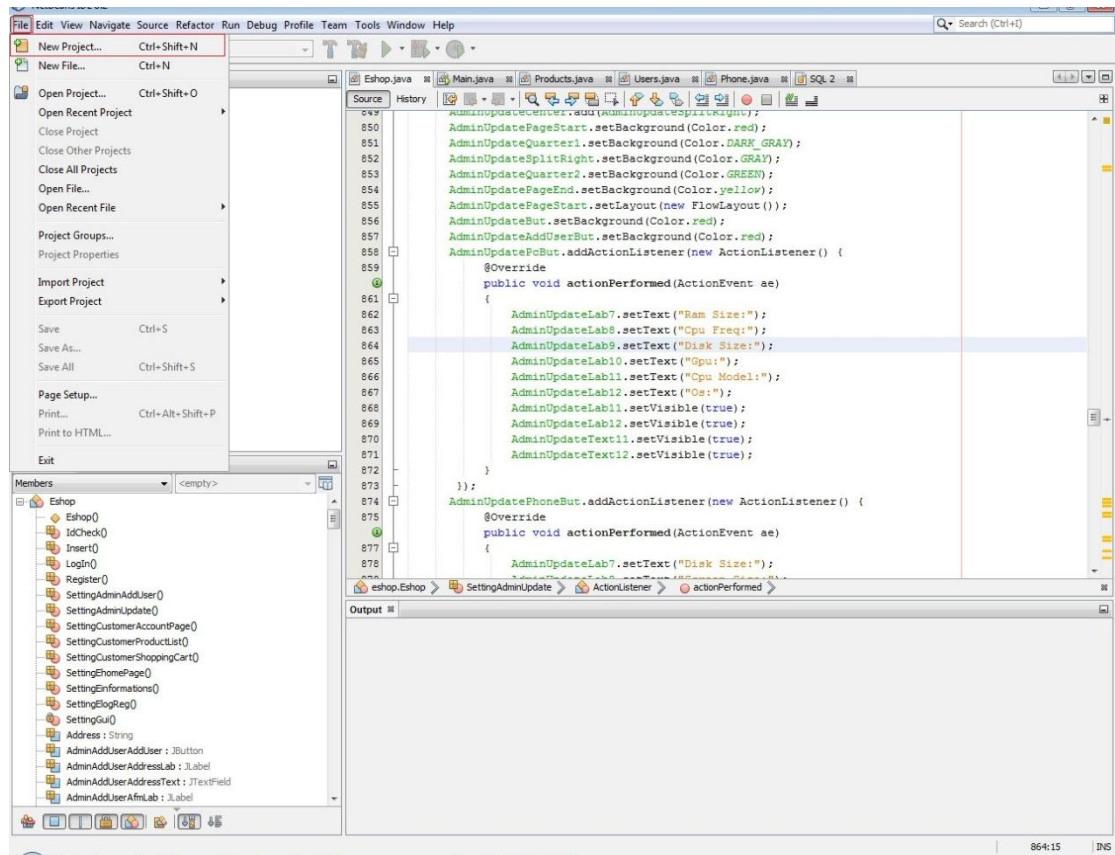 NetBeans IDE 8.2
File Edit View Navigate Source Refactor Run Debug Profile Team Tools Window Help
Search (Ctrl+I)
New Project... Ctrl+Shift+N
New File... Ctrl+N
Open Project... Ctrl+Shift+O
Open Recent Project
Close Project
Close Other Projects
Close All Projects
Open File...
Open Recent File
Project Groups...
Project Properties
Import Project
Export Project
Save Ctrl+S
Save As...
Save All Ctrl+Shift+S
Page Setup...
Print... Ctrl+Alt+Shift+P
Print to HTML...
Exit
Members <empty>
Eshop
Eshop()
IdCheck()
Insert()
LogIn()
Register()
SettingAdminAddUser()
SettingAdminUpdate()
SettingCustomerAccountPage()
SettingCustomerProductList()
SettingCustomerShoppingCart()
SettingEhomePage()
SettingEinformations()
SettingElogReg()
SettingGui()
Address : String
AdminAddUserAddUser : JButton
AdminAddUserAddressLab : JLabel
AdminAddUserAddressText : JTextField
AdminAddUserAfmLab : JLabel
Eshop.java Main.java Products.java Users.java Phone.java SQL 2
Source History
849 AdminUpdateCenter.add(AdminUpdateSplitRight);
850 AdminUpdatePageStart.setBackground(Color.red);
851 AdminUpdateQuarter1.setBackground(Color.DARK_GRAY);
852 AdminUpdateSplitRight.setBackground(Color.GRAY);
853 AdminUpdateQuarter2.setBackground(Color.GREEN);
854 AdminUpdatePageEnd.setBackground(Color.yellow);
855 AdminUpdatePageStart.setLayout(new FlowLayout());
856 AdminUpdateBut.setBackground(Color.red);
857 AdminUpdateAddUserBut.setBackground(Color.red);
858 AdminUpdatePcBut.addActionListener(new ActionListener() {
859 @Override
public void actionPerformed(ActionEvent ae)
861 {
862 AdminUpdateLab7.setText("Ram Size:");
863 AdminUpdateLab8.setText("Cpu Freq:");
864 AdminUpdateLab9.setText("Disk Size:");
865 AdminUpdateLab10.setText("Gpu:");
866 AdminUpdateLab11.setText("Cpu Model:");
867 AdminUpdateLab12.setText("Os:");
868 AdminUpdateLab11.setVisible(true);
869 AdminUpdateLab12.setVisible(true);
870 AdminUpdateText11.setVisible(true);
871 AdminUpdateText12.setVisible(true);
872 }
873 });
874 AdminUpdatePhoneBut.addActionListener(new ActionListener() {
875 @Override
public void actionPerformed(ActionEvent ae)
877 {
878 AdminUpdateLab7.setText("Disk Size:");
eshop.Eshop SettingAdminUpdate ActionListener actionPerformed
Output
864:15 INS